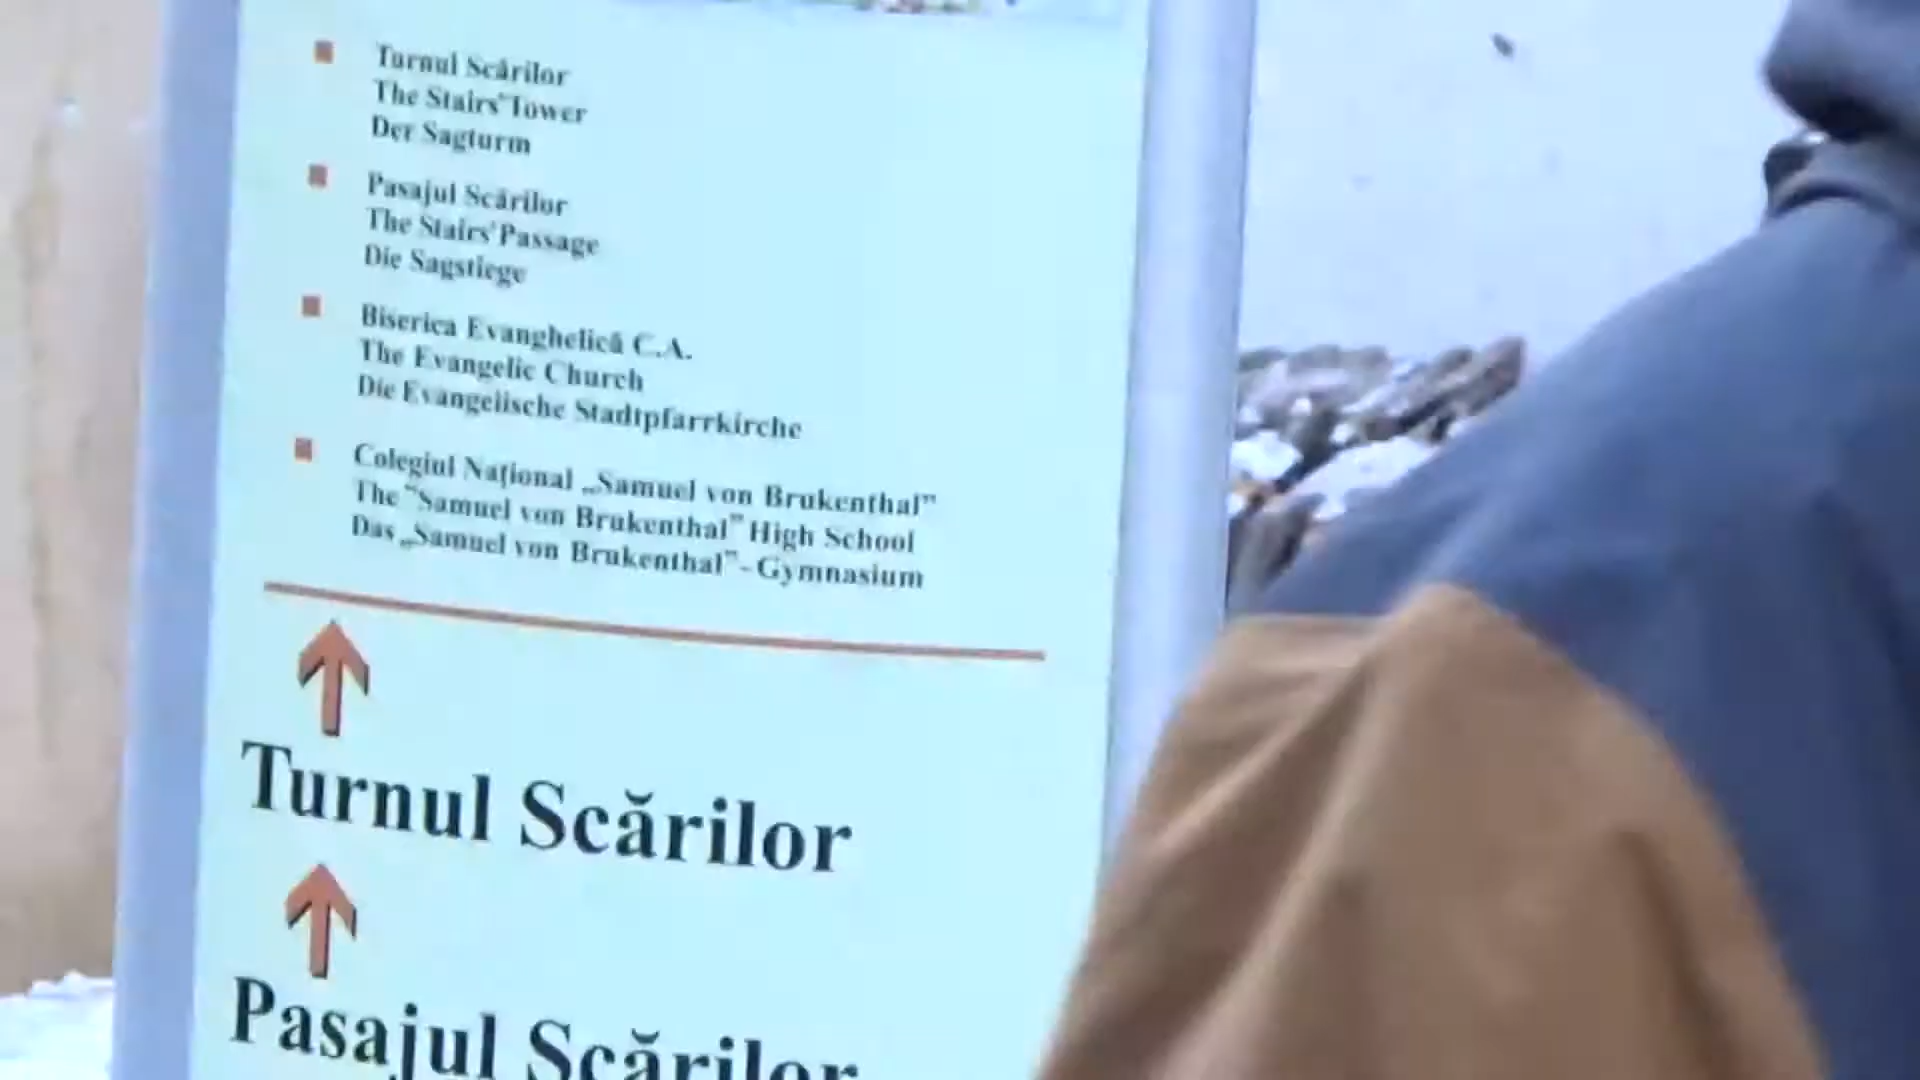 Turnul Scărilor
The Stairs' Tower
Der Sagturm
Pasajul Scărilor
The Stairs' Passage
Die Sagstiege
Biserica Evanghelică C.A.
The Evangelic Church
Die Evangelische Stadtpfarrkirche
Colegiul Naţional „Samuel von Brukenthal”
The “Samuel von Brukenthal” High School
Das „Samuel von Brukenthal” - Gymnasium
Turnul Scărilor
Pasajul Scărilor